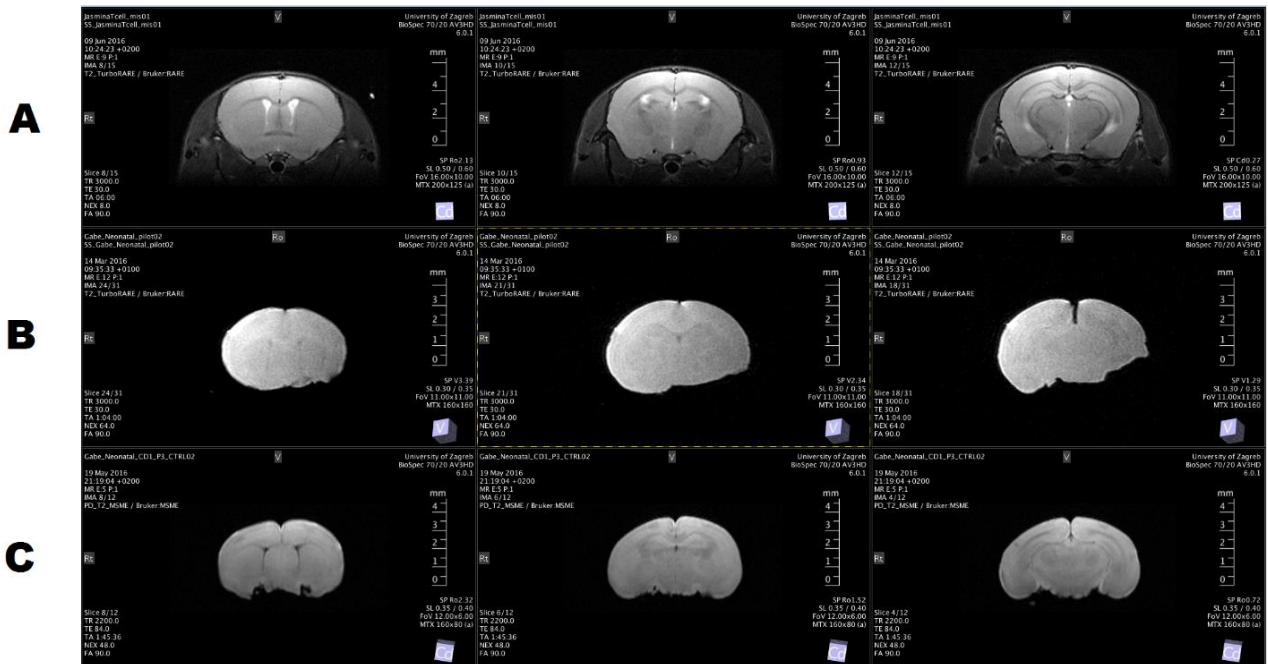 A
JasminaTcell_mis01
SS_JasminaTcell_mis01
09 Jun 2016
10:24:23 +0200
MR E:9 P:1
IMA 8/15
T2_TurboRARE / Bruker:RARE
V
University of Zagreb
BioSpec 70/20 AV3HD
6.0.1
mm
4
2
0
Rt
Slice 8/15
TR 3000.0
TE 30.0
TA 06:00
NEX 8.0
FA 90.0
SP Ro2.13
SL 0.50 / 0.60
FoV 16.00x10.00
MTX 200x125 (a)
Cd
JasminaTcell_mis01
SS_JasminaTcell_mis01
09 Jun 2016
10:24:23 +0200
MR E:9 P:1
IMA 10/15
T2_TurboRARE / Bruker:RARE
V
University of Zagreb
BioSpec 70/20 AV3HD
6.0.1
mm
4
2
0
Rt
Slice 10/15
TR 3000.0
TE 30.0
TA 06:00
NEX 8.0
FA 90.0
SP Ro0.93
SL 0.50 / 0.60
FoV 16.00x10.00
MTX 200x125 (a)
Cd
JasminaTcell_mis01
SS_JasminaTcell_mis01
09 Jun 2016
10:24:23 +0200
MR E:9 P:1
IMA 12/15
T2_TurboRARE / Bruker:RARE
V
University of Zagreb
BioSpec 70/20 AV3HD
6.0.1
mm
4
2
0
Rt
Slice 12/15
TR 3000.0
TE 30.0
TA 06:00
NEX 8.0
FA 90.0
SP Cd0.27
SL 0.50 / 0.60
FoV 16.00x10.00
MTX 200x125 (a)
Cd
B
Gabe_Neonatal_pilot02
SS_Gabe_Neonatal_pilot02
14 Mar 2016
09:35:33 +0100
MR E:12 P:1
IMA 24/31
T2_TurboRARE / Bruker:RARE
Ro
University of Zagreb
BioSpec 70/20 AV3HD
6.0.1
mm
3
2
1
0
Rt
Slice 24/31
TR 3000.0
TE 30.0
TA 1:04:00
NEX 64.0
FA 90.0
SP V3.39
SL 0.30 / 0.35
FoV 11.00x11.00
MTX 160x160
V
Gabe_Neonatal_pilot02
SS_Gabe_Neonatal_pilot02
14 Mar 2016
09:35:33 +0100
MR E:12 P:1
IMA 21/31
T2_TurboRARE / Bruker:RARE
Ro
University of Zagreb
BioSpec 70/20 AV3HD
6.0.1
mm
3
2
1
0
Rt
Slice 21/31
TR 3000.0
TE 30.0
TA 1:04:00
NEX 64.0
FA 90.0
SP V2.34
SL 0.30 / 0.35
FoV 11.00x11.00
MTX 160x160
V
Gabe_Neonatal_pilot02
SS_Gabe_Neonatal_pilot02
14 Mar 2016
09:35:33 +0100
MR E:12 P:1
IMA 18/31
T2_TurboRARE / Bruker:RARE
Ro
University of Zagreb
BioSpec 70/20 AV3HD
6.0.1
mm
3
2
1
0
Rt
Slice 18/31
TR 3000.0
TE 30.0
TA 1:04:00
NEX 64.0
FA 90.0
SP V1.29
SL 0.30 / 0.35
FoV 11.00x11.00
MTX 160x160
V
C
Gabe_Neonatal_CD1_P3_CTRL02
19 May 2016
21:19:04 +0200
MR E:5 P:1
IMA 8/12
PD_T2_MSME / Bruker:MSME
V
University of Zagreb
BioSpec 70/20 AV3HD
6.0.1
mm
4
3
2
1
0
Rt
Slice 8/12
TR 2200.0
TE 84.0
TA 1:45:36
NEX 48.0
FA 90.0
SP Ro2.32
SL 0.35 / 0.40
FoV 12.00x6.00
MTX 160x80 (a)
Cd
Gabe_Neonatal_CD1_P3_CTRL02
19 May 2016
21:19:04 +0200
MR E:5 P:1
IMA 6/12
PD_T2_MSME / Bruker:MSME
V
University of Zagreb
BioSpec 70/20 AV3HD
6.0.1
mm
4
3
2
1
0
Rt
Slice 6/12
TR 2200.0
TE 84.0
TA 1:45:36
NEX 48.0
FA 90.0
SP Ro1.52
SL 0.35 / 0.40
FoV 12.00x6.00
MTX 160x80 (a)
Cd
Gabe_Neonatal_CD1_P3_CTRL02
19 May 2016
21:19:04 +0200
MR E:5 P:1
IMA 4/12
PD_T2_MSME / Bruker:MSME
V
University of Zagreb
BioSpec 70/20 AV3HD
6.0.1
mm
4
3
2
1
0
Rt
Slice 4/12
TR 2200.0
TE 84.0
TA 1:45:36
NEX 48.0
FA 90.0
SP Ro0.72
SL 0.35 / 0.40
FoV 12.00x6.00
MTX 160x80 (a)
Cd